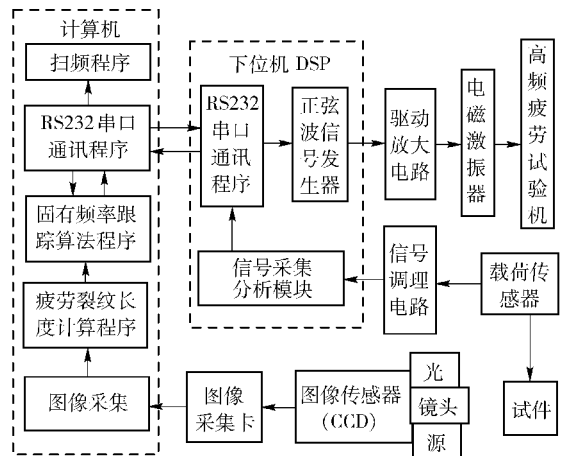 计算机
扫频程序
RS232串口
通讯程序
固有频率跟
踪算法程序
疲劳裂纹长
度计算程序
图像采集
下位机 DSP
RS232
串口
通讯
程序
正弦
波信
号发
生器
信号采集
分析模块
驱动
放大
电路
电
磁
激
振
器
高
频
疲
劳
试
验
机
信号
调理
电路
载荷传
感器
试件
图像
采集卡
图像传感器
(CCD)
光
镜头
源